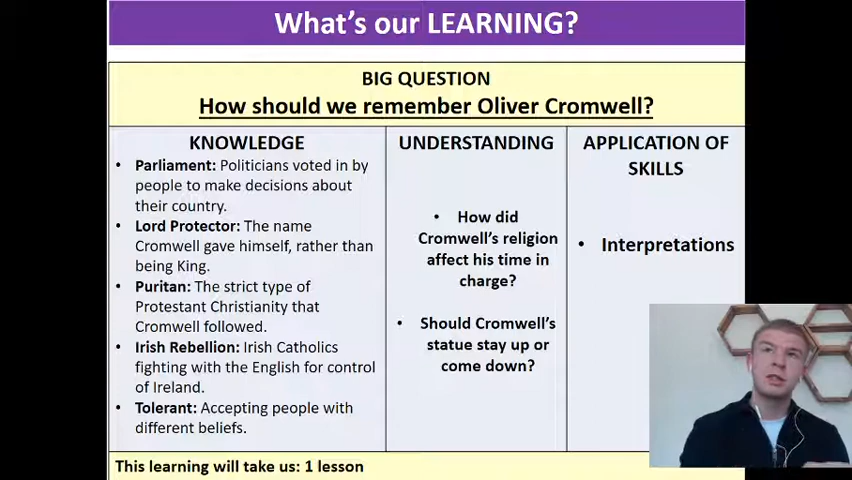 What's our LEARNING?
BIG QUESTION
How should we remember Oliver Cromwell?
KNOWLEDGE
• Parliament: Politicians voted in by
people to make decisions about
their country.
• Lord Protector: The name
Cromwell gave himself, rather than
being King.
• Puritan: The strict type of
Protestant Christianity that
Cromwell followed.
• Irish Rebellion: Irish Catholics
fighting with the English for control
of Ireland.
• Tolerant: Accepting people with
different beliefs.
UNDERSTANDING
• How did
Cromwell's religion
affect his time in
charge?
• Should Cromwell's
statue stay up or
come down?
APPLICATION OF
SKILLS
• Interpretations
This learning will take us: 1 lesson